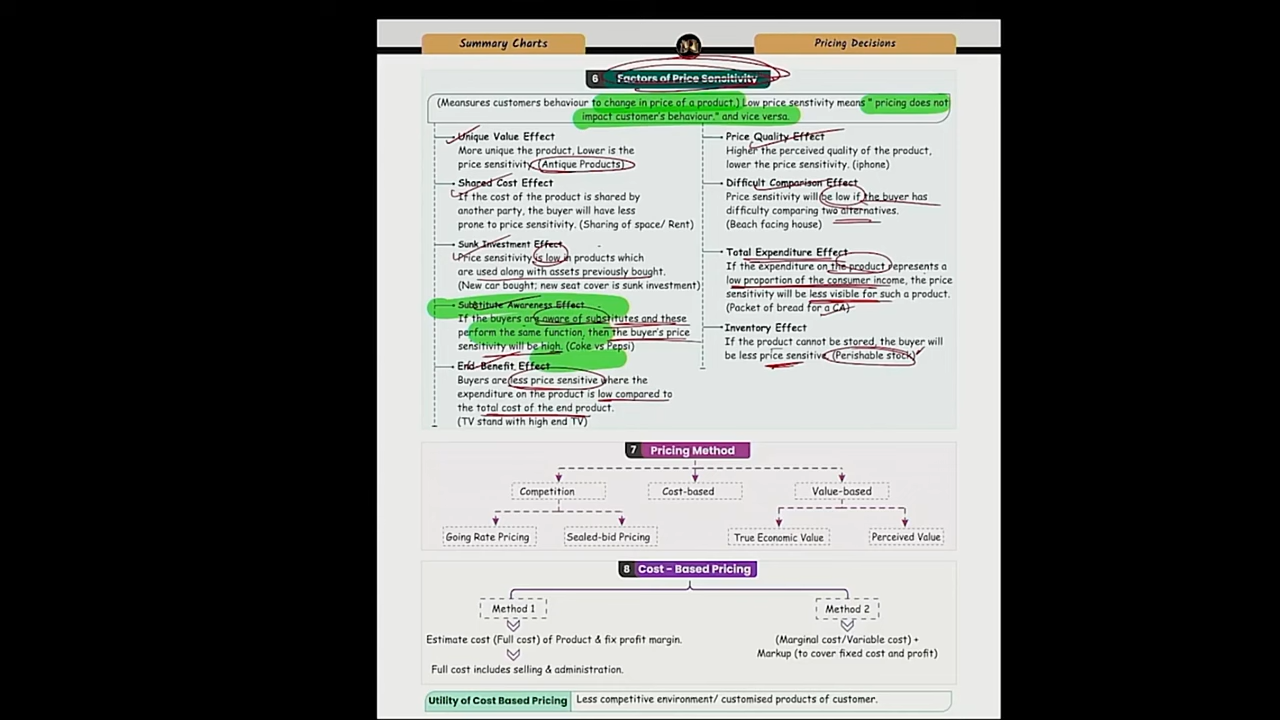 Summary Charts
Pricing Decisions
6 Factors of Price Sensitivity
(Meansures customers behaviour to change in price of a product.) Low price senstivity means " pricing does not
impact customer's behaviour." and vice versa.
Unique Value Effect
More unique the product, Lower is the
price sensitivity (Antique Products)
Shared Cost Effect
If the cost of the product is shared by
another party, the buyer will have less
prone to price sensitivity. (Sharing of space/ Rent)
Sunk Investment Effect
Price sensitivity is low in products which
are used along with assets previously bought.
(New car bought; new seat cover is sunk investment)
Substitute Awareness Effect
If the buyers are aware of substitutes and these
perform the same function, then the buyer's price
sensitivity will be high. (Coke vs Pepsi)
End-Benefit Effect
Buyers are less price sensitive where the
expenditure on the product is low compared to
the total cost of the end product.
(TV stand with high end TV)
Price Quality Effect
Higher the perceived quality of the product,
lower the price sensitivity. (iphone)
Difficult Comparison Effect
Price sensitivity will be low if the buyer has
difficulty comparing two alternatives.
(Beach facing house)
Total Expenditure Effect
If the expenditure on the product represents a
low proportion of the consumer income, the price
sensitivity will be less visible for such a product.
(Packet of bread for a CA)
Inventory Effect
If the product cannot be stored, the buyer will
be less price sensitive (Perishable stock)
7 Pricing Method
Competition
Cost-based
Value-based
Going Rate Pricing
Sealed-bid Pricing
True Economic Value
Perceived Value
8 Cost - Based Pricing
Method 1
Method 2
Estimate cost (Full cost) of Product & fix profit margin.
Full cost includes selling & administration.
(Marginal cost/Variable cost) +
Markup (to cover fixed cost and profit)
Utility of Cost Based Pricing
Less competitive environment/ customised products of customer.